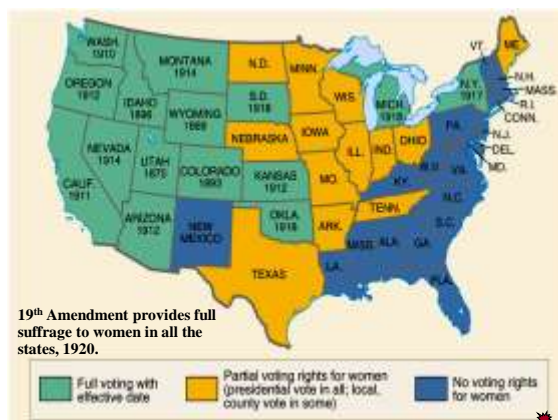 WASH.
1910
MONTANA
1914
N.D.
MINN.
VT.
ME.
OREGON
1912
IDAHO
1896
WYOMING
1869
S.D.
1918
WIS.
MICH.
1918
N.Y.
1917
N.H.
MASS.
R.I.
CONN.
NEVADA
1914
UTAH
1870
COLORADO
1893
NEBRASKA
IOWA
ILL.
IND.
OHIO
PA.
N.J.
DEL.
MD.
CALIF.
1911
KANSAS
1912
MO.
KY.
W.V.
VA.
N.C.
ARIZONA
1912
NEW
MEXICO
OKLA.
1918
ARK.
TENN.
S.C.
TEXAS
LA.
MISS.
ALA.
GA.
FLA.
19th Amendment provides full
suffrage to women in all the
states, 1920.
Full voting with
effective date
Partial voting rights for women
(presidential vote in all; local,
county vote in some)
No voting rights
for women